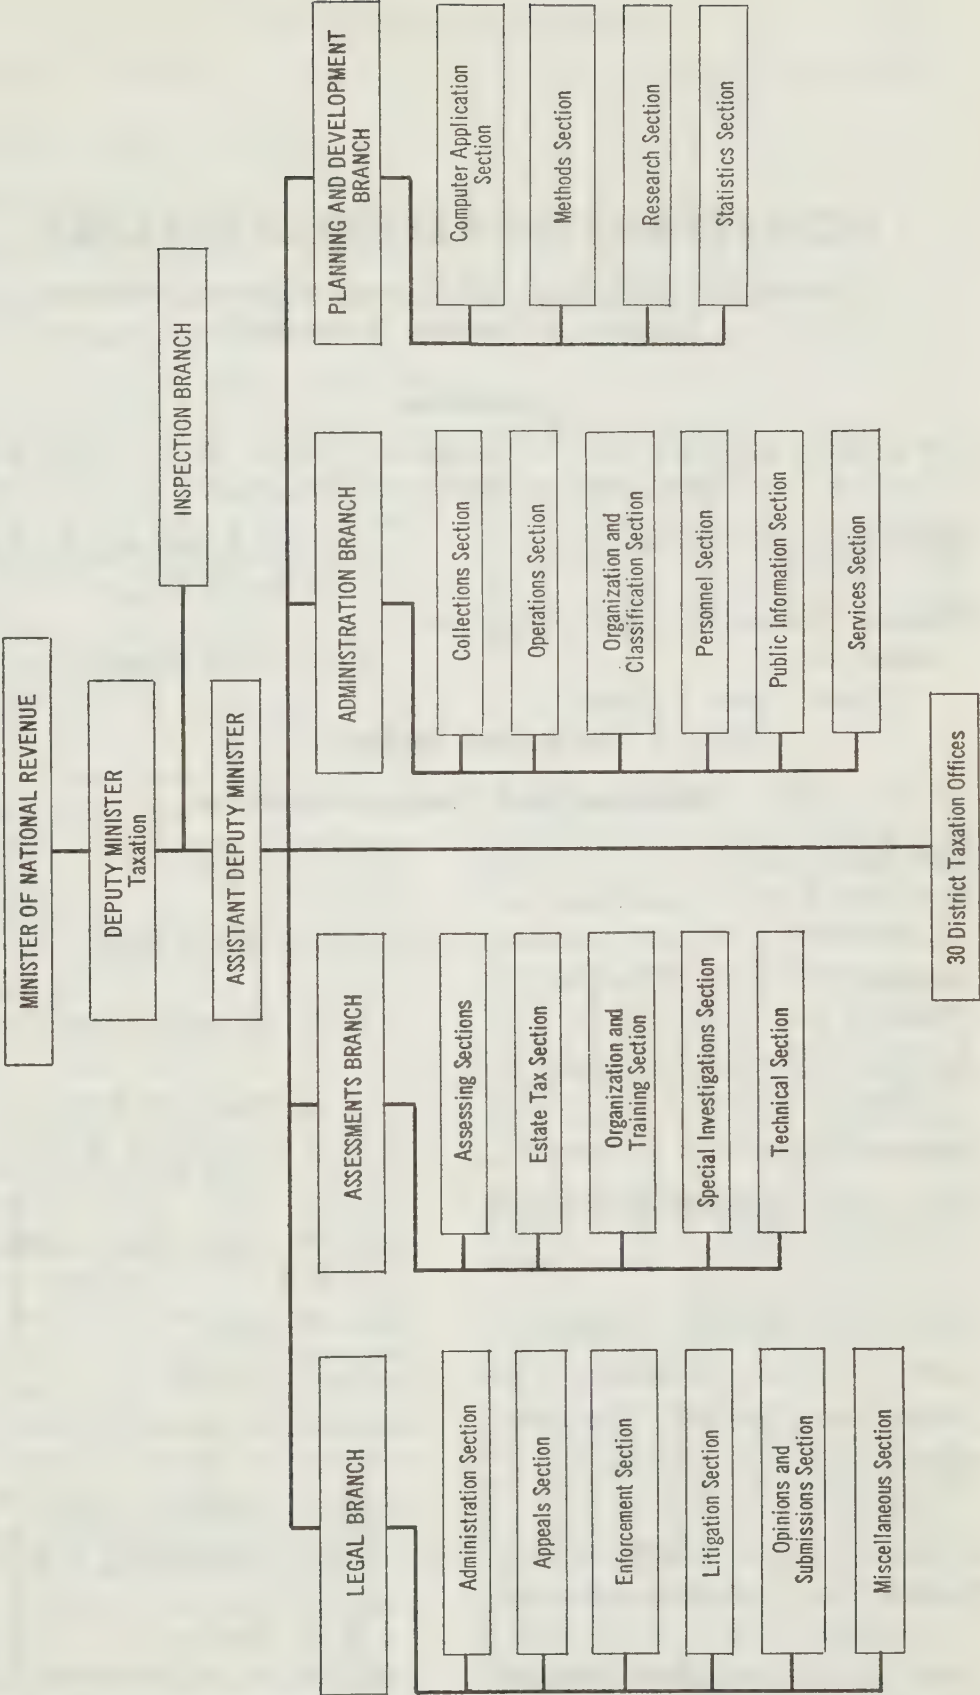 MINISTER OF NATIONAL REVENUE
DEPUTY MINISTER
Taxation
INSPECTION BRANCH
ASSISTANT DEPUTY MINISTER
LEGAL BRANCH
Administration Section
Appeals Section
Enforcement Section
Litigation Section
Opinions and
Submissions Section
Miscellaneous Section
ASSESSMENTS BRANCH
Assessing Sections
Estate Tax Section
Organization and
Training Section
Special Investigations Section
Technical Section
ADMINISTRATION BRANCH
Collections Section
Operations Section
Organization and
Classification Section
Personnel Section
Public Information Section
Services Section
PLANNING AND DEVELOPMENT
BRANCH
Computer Application
Section
Methods Section
Research Section
Statistics Section
30 District Taxation Offices